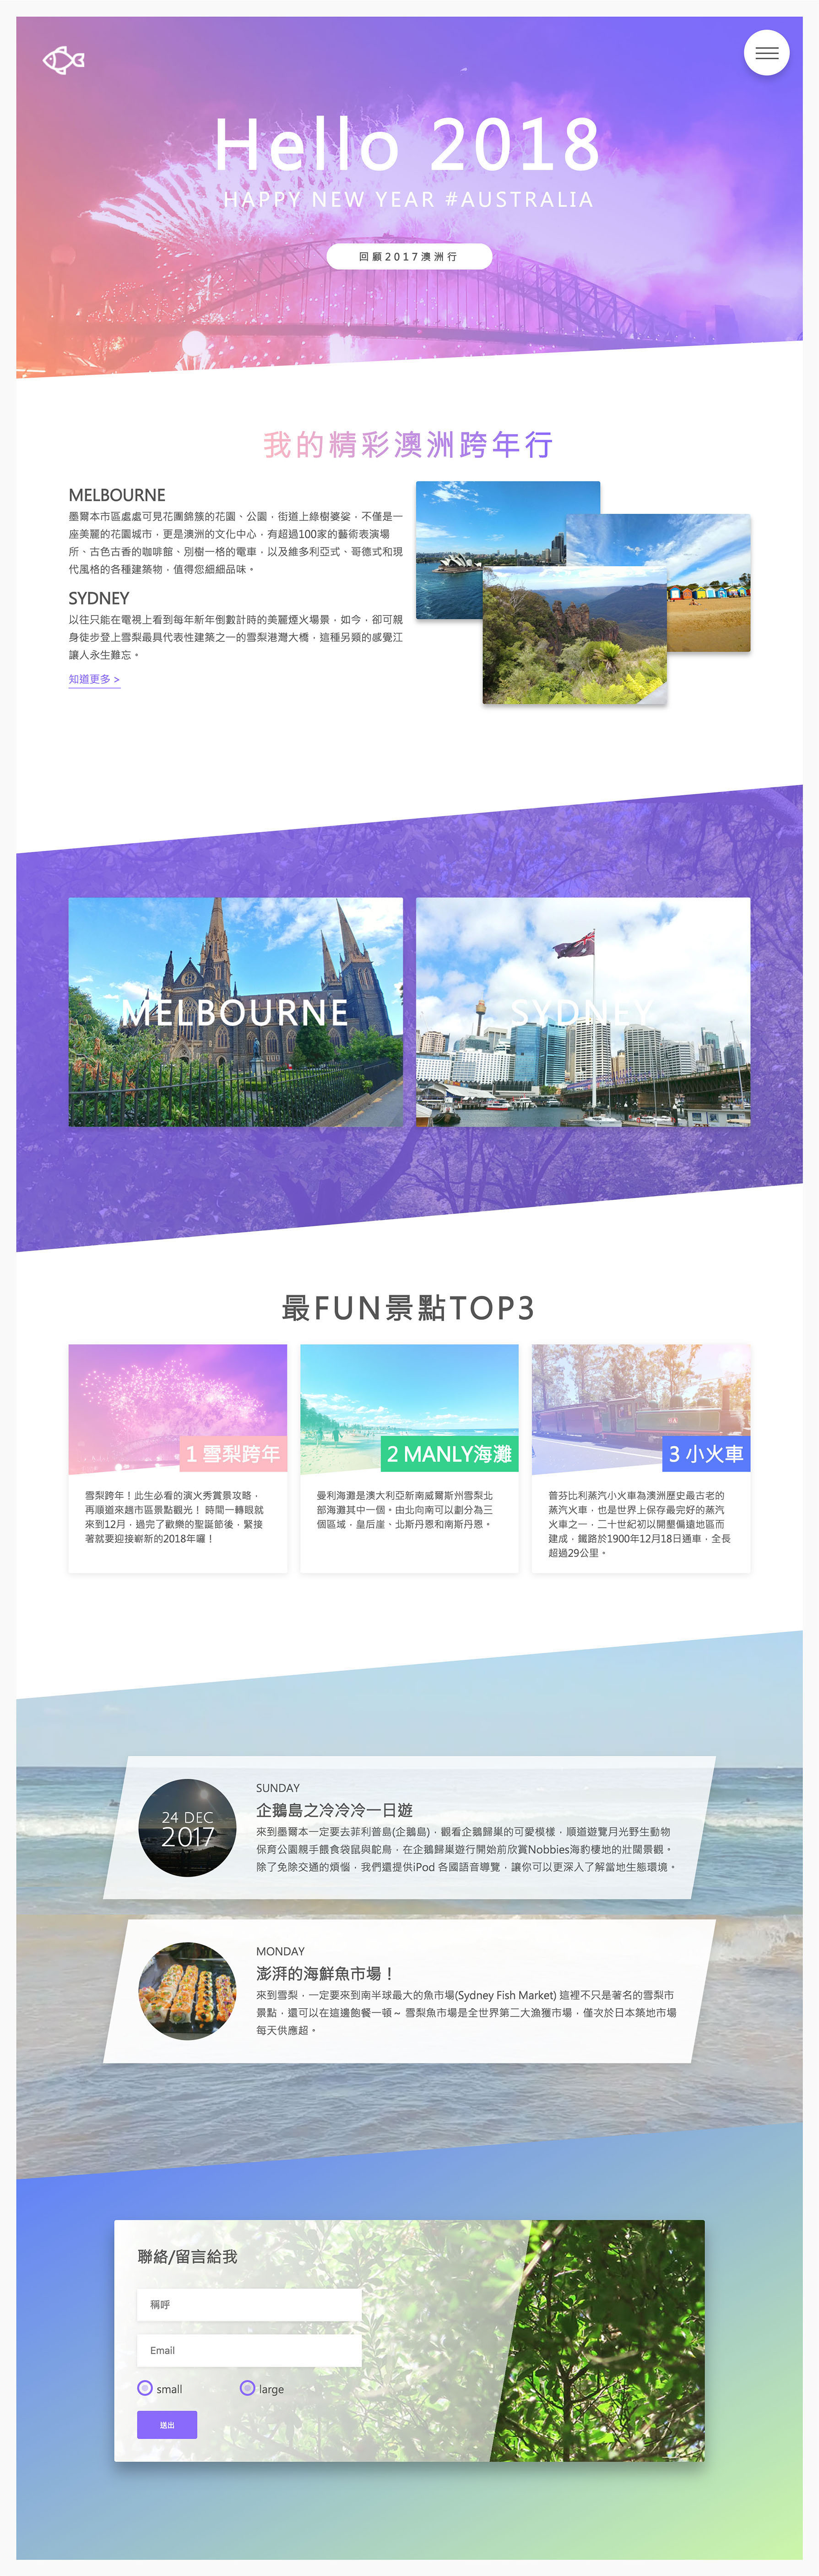 Hello 2018
HAPPY NEW YEAR #AUSTRALIA
回顧2017澳洲行
我的精彩澳洲跨年行
MELBOURNE
墨爾本市區處處可見花團錦簇的花園、公園，街道上綠樹婆娑，不僅是一
座美麗的花園城市，更是澳洲的文化中心，有超過100家的藝術表演場
所、古色古香的咖啡館、別樹一格的電車，以及維多利亞式、哥德式和現
代風格的各種建築物，值得您細細品味。
SYDNEY
以往只能在電視上看到每年新年倒數計時的美麗煙火場景，如今，卻可親
身徒步登上雪梨最具代表性建築之一的雪梨港灣大橋，這種另類的感覺江
讓人永生難忘。
知道更多 >
MELBOURNE
SYDNEY
最FUN景點TOP3
1 雪梨跨年
雪梨跨年！此生必看的演火秀賞景攻略，
再順道來趟市區景點觀光！ 時間一轉眼就
來到12月，過完了歡樂的聖誕節後，緊接
著就要迎接嶄新的2018年囉！
2 MANLY海灘
曼利海灘是澳大利亞新南威爾斯州雪梨北
部海灘其中一個。由北向南可以劃分為三
個區域，皇后崖、北斯丹恩和南斯丹恩。
3 小火車
普芬比利蒸汽小火車為澳洲歷史最古老的
蒸汽火車，也是世界上保存最完好的蒸汽
火車之一，二十世紀初以開墾偏遠地區而
建成，鐵路於1900年12月18日通車，全長
超過29公里。
24 DEC
2017
SUNDAY
企鵝島之冷冷冷一日遊
來到墨爾本一定要去菲利普島(企鵝島)，觀看企鵝歸巢的可愛模樣，順道遊覽月光野生動物
保育公園親手餵食袋鼠與鴕鳥，在企鵝歸巢遊行開始前欣賞Nobbies海豹棲地的壯闊景觀。
除了免除交通的煩惱，我們還提供iPod 各國語音導覽，讓你可以更深人了解當地生態環境。
MONDAY
澎湃的海鮮魚市場！
來到雪梨，一定要來到南半球最大的魚市場(Sydney Fish Market) 這裡不只是著名的雪梨市
景點，還可以在這邊飽餐一頓～ 雪梨魚市場是全世界第二大漁獲市場，僅次於日本築地市場
每天供應超。
聯絡/留言給我
稱呼
Email
small large
送出